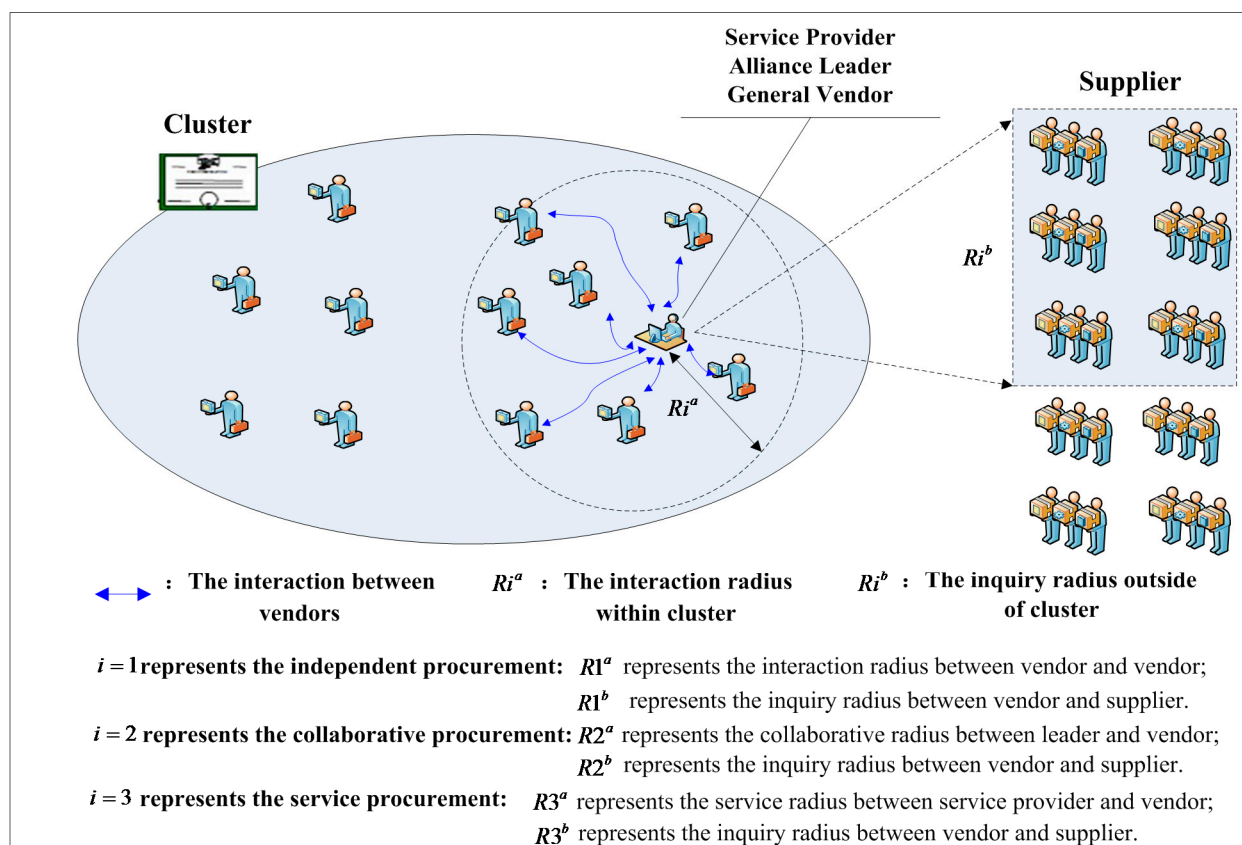 Service Provider
Alliance Leader
General Vendor
Supplier
Cluster
Ri^b
Ri^a
: The interaction between
vendors
Ri^a : The interaction radius
within cluster
Ri^b : The inquiry radius outside
of cluster
i = 1 represents the independent procurement: R1^a represents the interaction radius between vendor and vendor;
R1^b represents the inquiry radius between vendor and supplier.
i = 2 represents the collaborative procurement: R2^a represents the collaborative radius between leader and vendor;
R2^b represents the inquiry radius between vendor and supplier.
i = 3 represents the service procurement: R3^a represents the service radius between service provider and vendor;
R3^b represents the inquiry radius between vendor and supplier.